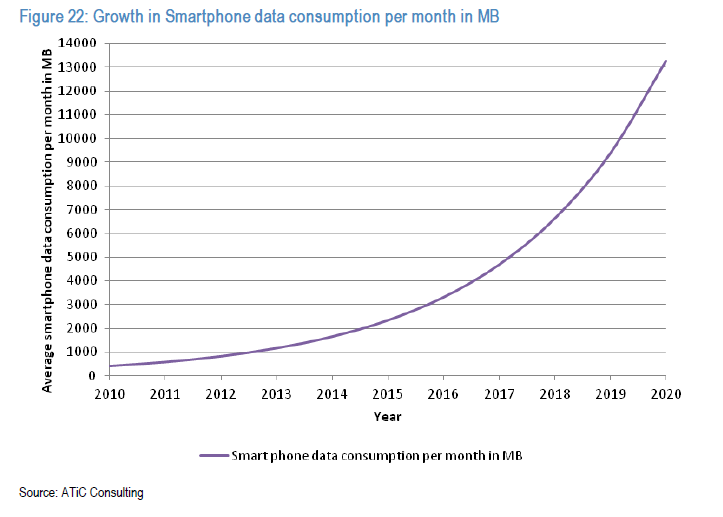 Figure 22: Growth in Smartphone data consumption per month in MB
Average smartphone data consumption per month in MB
14000
13000
12000
11000
10000
9000
8000
7000
6000
5000
4000
3000
2000
1000
0
2010 2011 2012 2013 2014 2015 2016 2017 2018 2019 2020
Year
Smart phone data consumption per month in MB
Source: ATiC Consulting